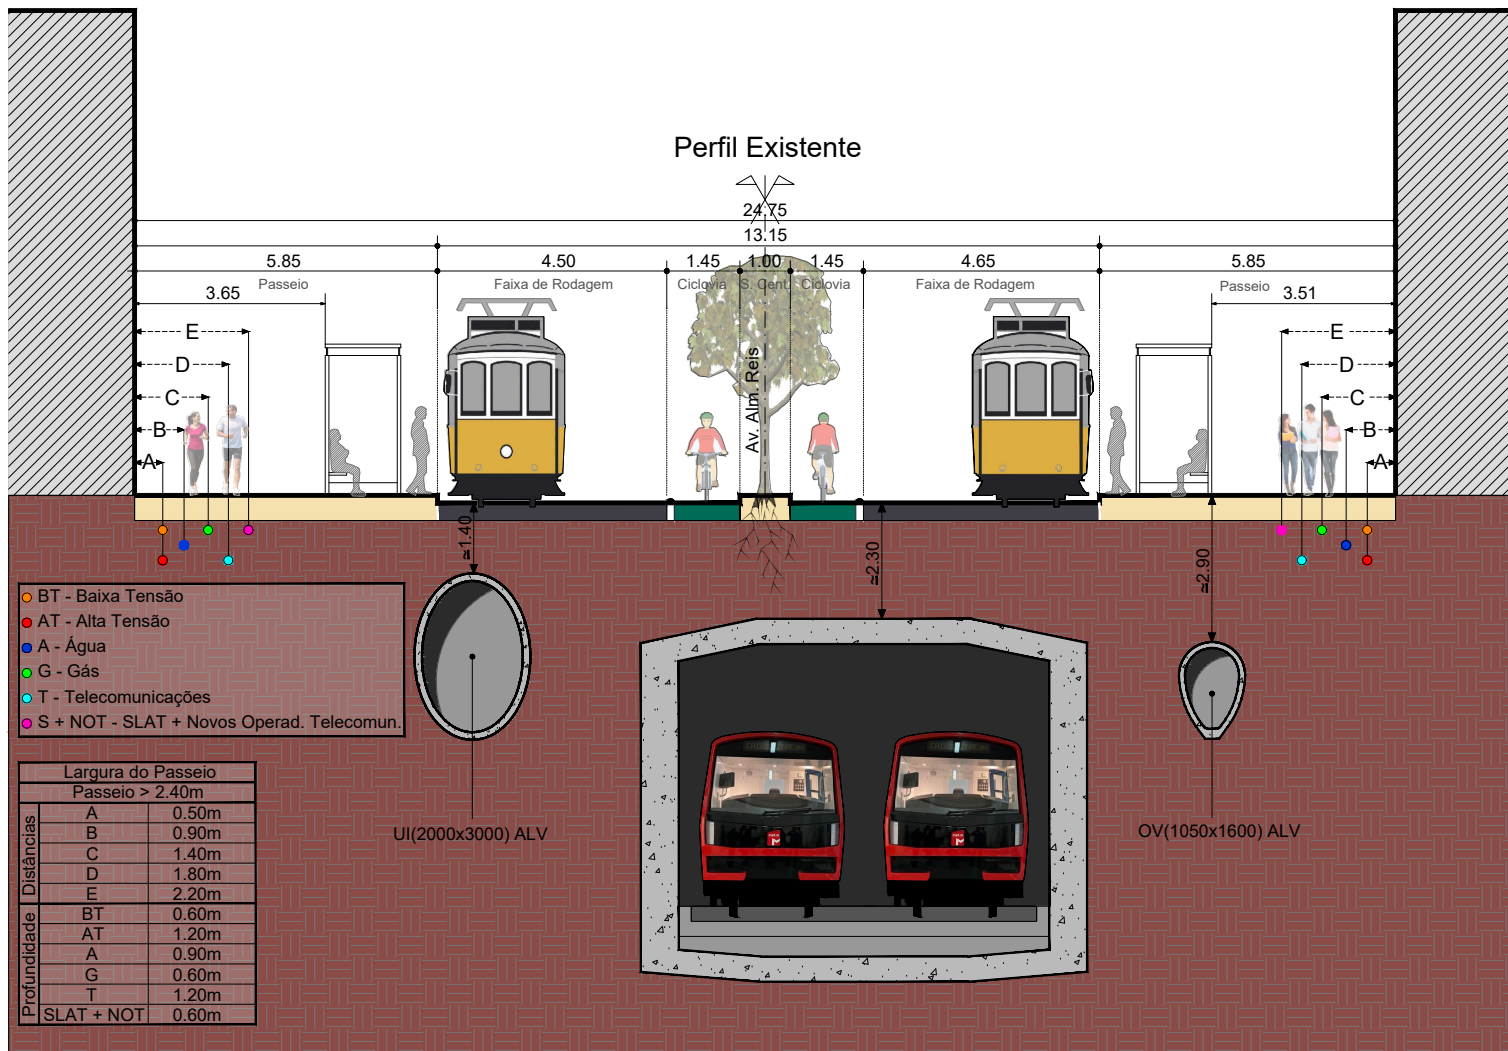 Perfil Existente
24.75
13.15
5.85 4.50 1.45 1.00 1.45 4.65 5.85
Passeio Faixa de Rodagem Ciclovia S. Cent. Ciclovia Faixa de Rodagem Passeio
3.65 3.51
E E
D D
C C
B B
A A
Av. Alm. Reis
≃1.40
≃2.30
≃2.90
BT - Baixa Tensão
AT - Alta Tensão
A - Água
G - Gás
T - Telecomunicações
S + NOT - SLAT + Novos Operad. Telecomun.
Largura do Passeio
Passeio > 2.40m
Distâncias
A 0.50m
B 0.90m
C 1.40m
D 1.80m
E 2.20m
Profundidade
BT 0.60m
AT 1.20m
A 0.90m
G 0.60m
T 1.20m
SLAT + NOT 0.60m
UI(2000x3000) ALV
OV(1050x1600) ALV